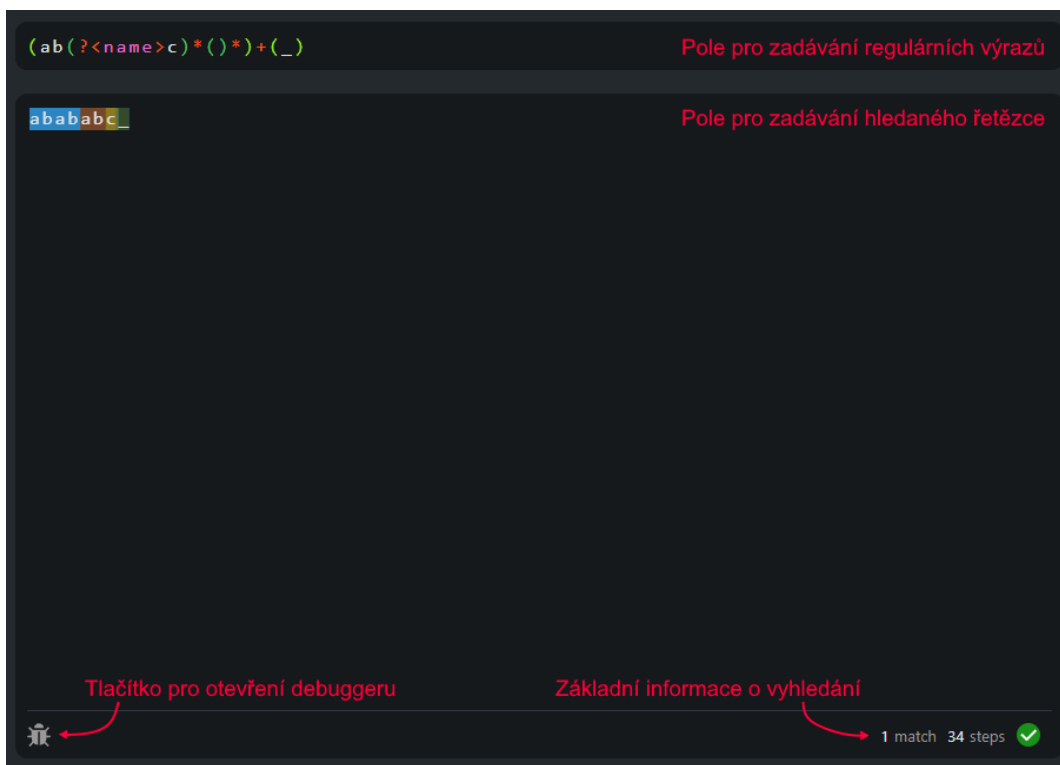 (ab(?<name>c)*()*)+(_) Pole pro zadávání regulárních výrazů
abababc_ Pole pro zadávání hledaného řetězce
Tlačítko pro otevření debuggeru Základní informace o vyhledání
1 match 34 steps